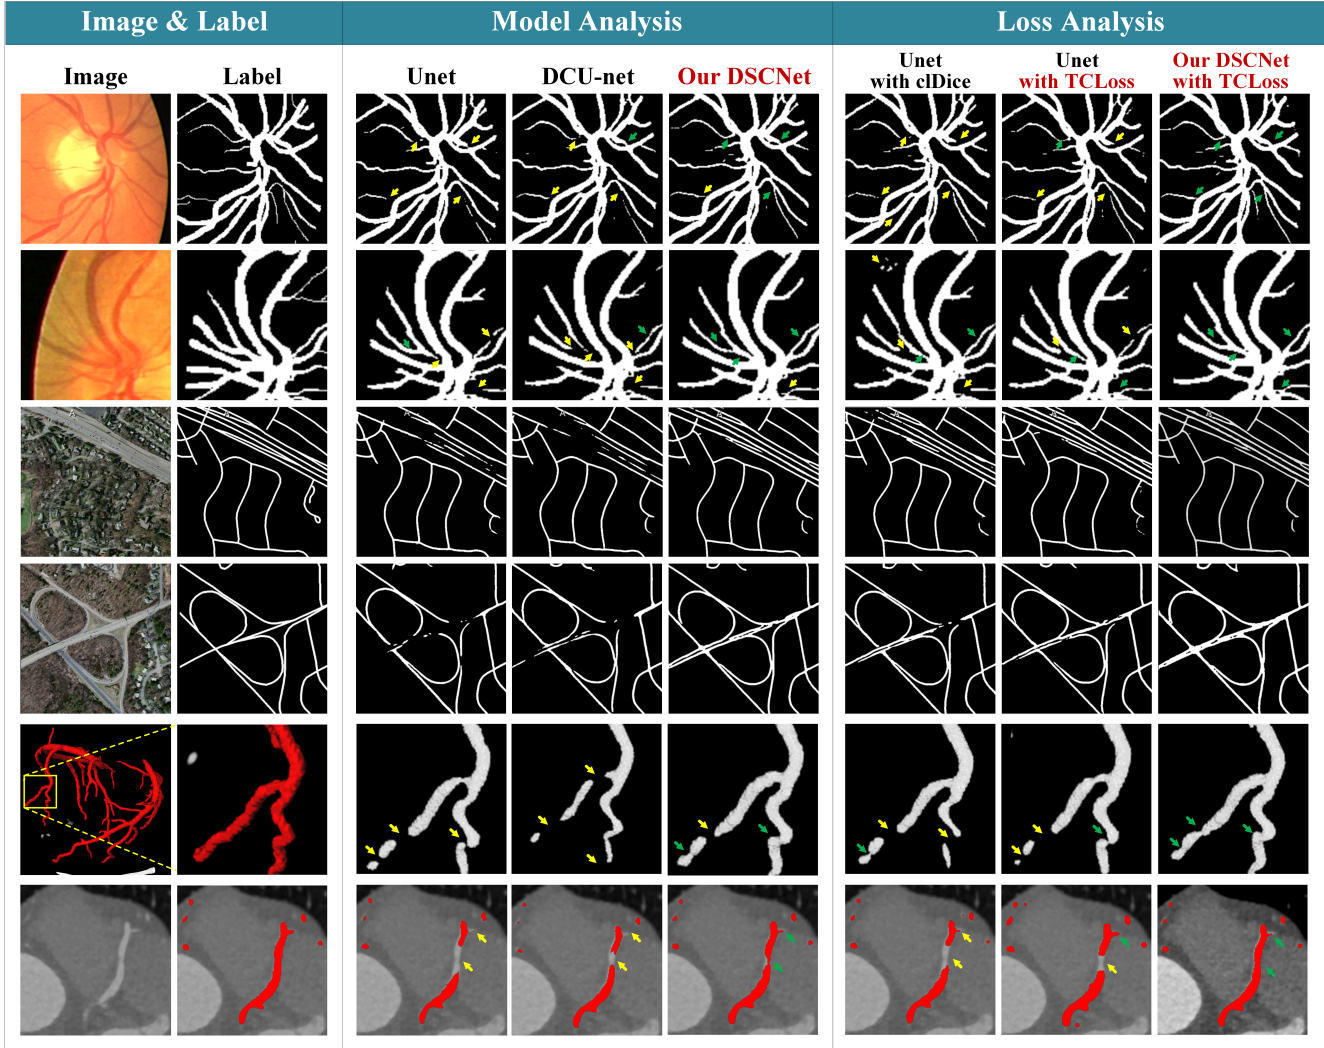 Image & Label
Model Analysis
Loss Analysis
Image
Label
Unet
DCU-net
Our DSCNet
Unet
with clDice
Unet
with TCLoss
Our DSCNet
with TCLoss